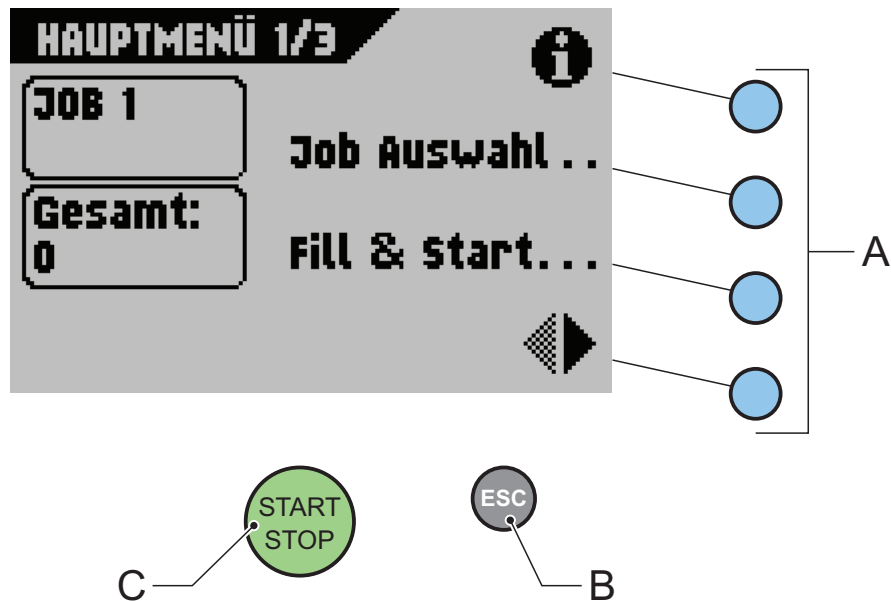 HAUPTMENÜ 1/3
JOB 1
Job Auswahl..
Gesamt:
0
Fill & Start...
A
START
STOP
ESC
C
B